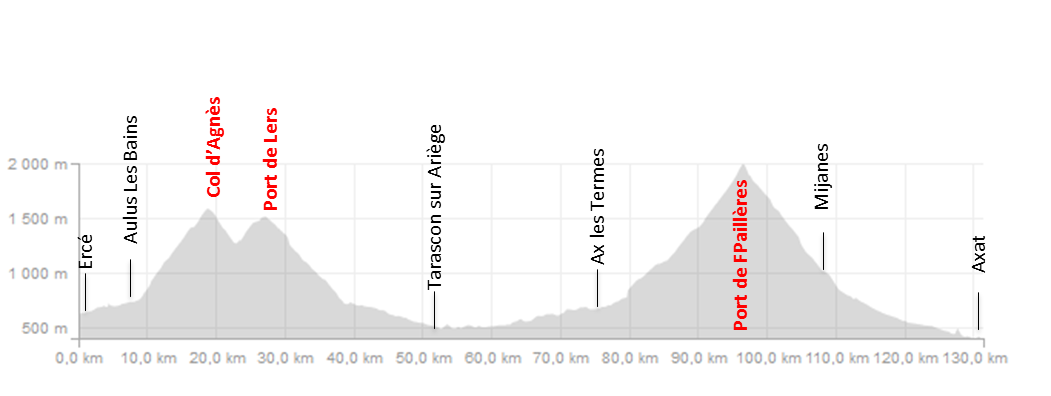 Ercé
Aulus Les Bains
Col d'Agnès
Port de Lers
Tarascon sur Ariège
Ax les Termes
Port de FPaillères
Mijanes
Axat
2 000 m
1 500 m
1 000 m
500 m
0,0 km
10,0 km
20,0 km
30,0 km
40,0 km
50,0 km
60,0 km
70,0 km
80,0 km
90,0 km
100,0 km
110,0 km
120,0 km
130,0 km